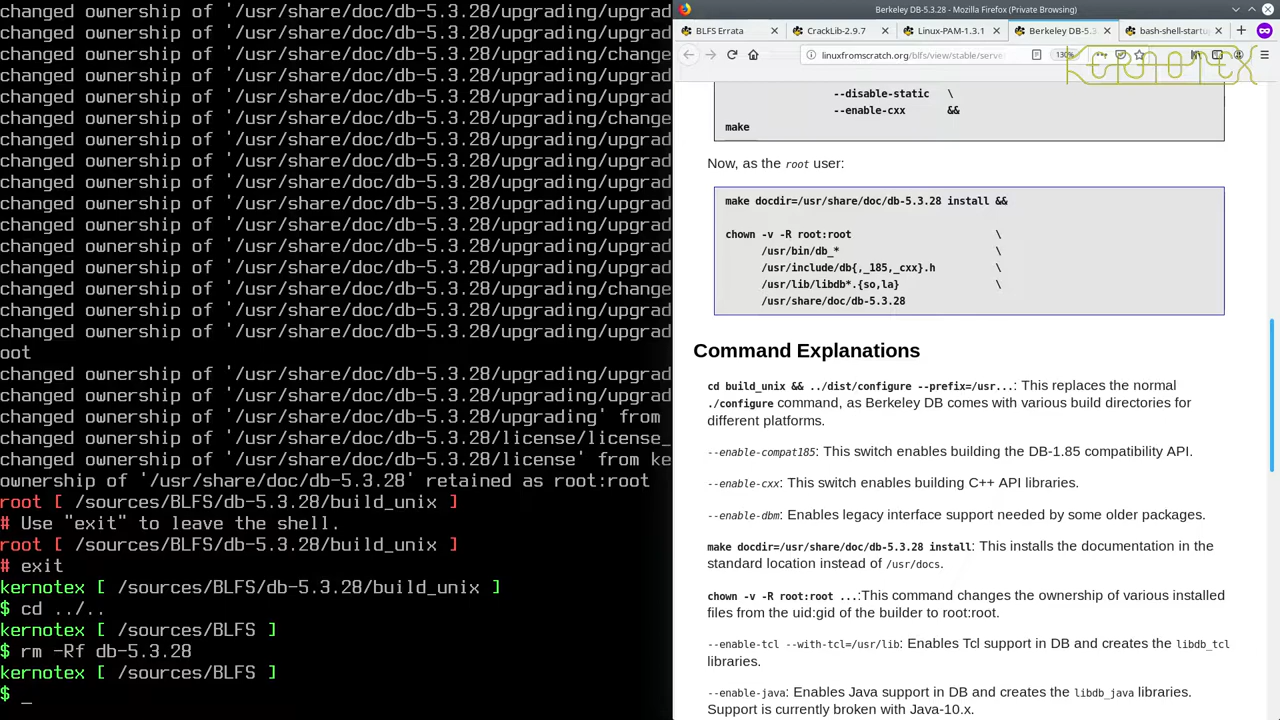 changed ownership of '/usr/share/doc/db-5.3.28/upgrading/upgrad
changed ownership of '/usr/share/doc/db-5.3.28/upgrading/upgrad
changed ownership of '/usr/share/doc/db-5.3.28/upgrading/change
changed ownership of '/usr/share/doc/db-5.3.28/upgrading/upgrad
changed ownership of '/usr/share/doc/db-5.3.28/upgrading/change
changed ownership of '/usr/share/doc/db-5.3.28/upgrading/change
changed ownership of '/usr/share/doc/db-5.3.28/upgrading/upgrad
changed ownership of '/usr/share/doc/db-5.3.28/upgrading/upgrad
changed ownership of '/usr/share/doc/db-5.3.28/upgrading/upgrad
changed ownership of '/usr/share/doc/db-5.3.28/upgrading/upgrad
changed ownership of '/usr/share/doc/db-5.3.28/upgrading/upgrad
changed ownership of '/usr/share/doc/db-5.3.28/upgrading/upgrad
changed ownership of '/usr/share/doc/db-5.3.28/upgrading/upgrad
changed ownership of '/usr/share/doc/db-5.3.28/upgrading/change
changed ownership of '/usr/share/doc/db-5.3.28/upgrading/upgrad
changed ownership of '/usr/share/doc/db-5.3.28/upgrading/upgrad
oot
changed ownership of '/usr/share/doc/db-5.3.28/upgrading/upgrad
changed ownership of '/usr/share/doc/db-5.3.28/upgrading/upgrad
changed ownership of '/usr/share/doc/db-5.3.28/upgrading' from
changed ownership of '/usr/share/doc/db-5.3.28/license/license_
changed ownership of '/usr/share/doc/db-5.3.28/license' from ke
ownership of '/usr/share/doc/db-5.3.28' retained as root:root
root [ /sources/BLFS/db-5.3.28/build_unix ]
# Use "exit" to leave the shell.
root [ /sources/BLFS/db-5.3.28/build_unix ]
# exit
kernotex [ /sources/BLFS/db-5.3.28/build_unix ]
$ cd ../..
kernotex [ /sources/BLFS ]
$ rm -Rf db-5.3.28
kernotex [ /sources/BLFS ]
$ _
Berkeley DB-5.3.28 - Mozilla Firefox (Private Browsing)
BLFS Errata
CrackLib-2.9.7
Linux-PAM-1.3.1
Berkeley DB-5.3
bash-shell-startu
linuxfromscratch.org/blfs/view/stable/serve
130%
kernotex
--disable-static \
--enable-cxx &&
make
Now, as the root user:
make docdir=/usr/share/doc/db-5.3.28 install &&
chown -v -R root:root \
/usr/bin/db_* \
/usr/include/db{,_185,_cxx}.h \
/usr/lib/libdb*.{so,la} \
/usr/share/doc/db-5.3.28
Command Explanations
cd build_unix && ../dist/configure --prefix=/usr...: This replaces the normal
./configure command, as Berkeley DB comes with various build directories for
different platforms.
--enable-compat185: This switch enables building the DB-1.85 compatibility API.
--enable-cxx: This switch enables building C++ API libraries.
--enable-dbm: Enables legacy interface support needed by some older packages.
make docdir=/usr/share/doc/db-5.3.28 install: This installs the documentation in the
standard location instead of /usr/docs.
chown -v -R root:root ...:This command changes the ownership of various installed
files from the uid:gid of the builder to root:root.
--enable-tcl --with-tcl=/usr/lib: Enables Tcl support in DB and creates the libdb_tcl
libraries.
--enable-java: Enables Java support in DB and creates the libdb_java libraries.
Support is currently broken with Java-10.x.